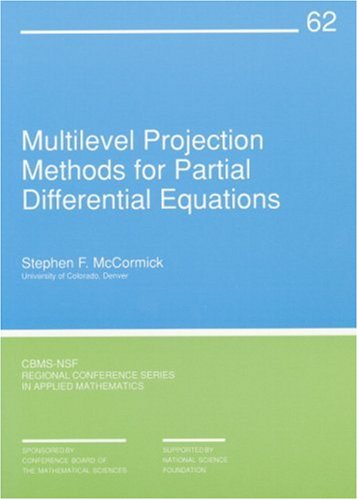 62
Multilevel Projection
Methods for Partial
Differential Equations
Stephen F. McCormick
University of Colorado, Denver
CBMS-NSF
REGIONAL CONFERENCE SERIES
IN APPLIED MATHEMATICS
SPONSORED BY
CONFERENCE BOARD OF
THE MATHEMATICAL SCIENCES
SUPPORTED BY
NATIONAL SCIENCE
FOUNDATION